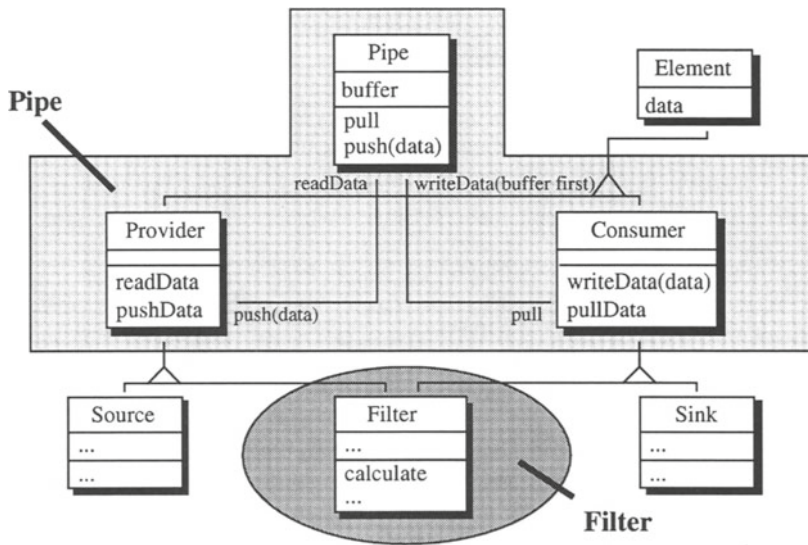 Pipe
buffer
pull
push(data)
Element
data
Pipe
readData
writeData(buffer first)
Provider
readData
pushData
push(data)
Consumer
writeData(data)
pullData
pull
Source
...
...
Filter
...
calculate
...
Sink
...
...
Filter